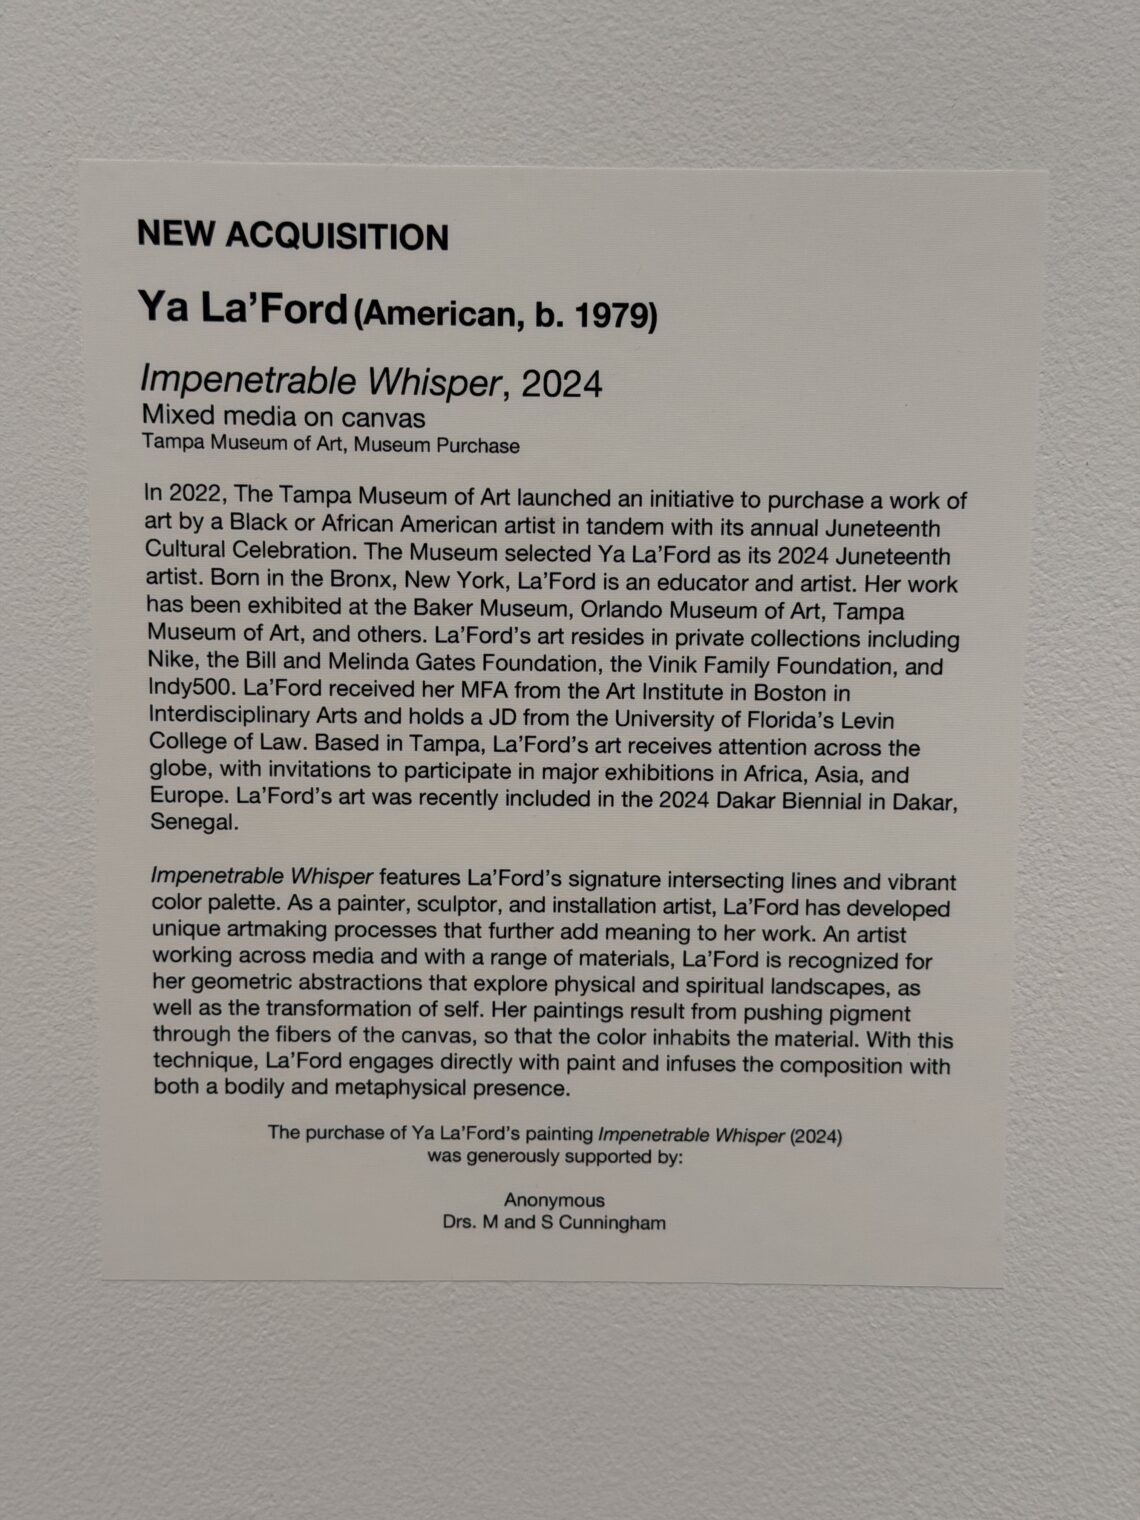 NEW ACQUISITION
Ya La’Ford (American, b. 1979)
Impenetrable Whisper, 2024
Mixed media on canvas
Tampa Museum of Art, Museum Purchase
In 2022, The Tampa Museum of Art launched an initiative to purchase a work of
art by a Black or African American artist in tandem with its annual Juneteenth
Cultural Celebration. The Museum selected Ya La’Ford as its 2024 Juneteenth
artist. Born in the Bronx, New York, La’Ford is an educator and artist. Her work
has been exhibited at the Baker Museum, Orlando Museum of Art, Tampa
Museum of Art, and others. La’Ford’s art resides in private collections including
Nike, the Bill and Melinda Gates Foundation, the Vinik Family Foundation, and
Indy500. La’Ford received her MFA from the Art Institute in Boston in
Interdisciplinary Arts and holds a JD from the University of Florida’s Levin
College of Law. Based in Tampa, La’Ford’s art receives attention across the
globe, with invitations to participate in major exhibitions in Africa, Asia, and
Europe. La’Ford’s art was recently included in the 2024 Dakar Biennial in Dakar,
Senegal.
Impenetrable Whisper features La’Ford’s signature intersecting lines and vibrant
color palette. As a painter, sculptor, and installation artist, La’Ford has developed
unique artmaking processes that further add meaning to her work. An artist
working across media and with a range of materials, La’Ford is recognized for
her geometric abstractions that explore physical and spiritual landscapes, as
well as the transformation of self. Her paintings result from pushing pigment
through the fibers of the canvas, so that the color inhabits the material. With this
technique, La’Ford engages directly with paint and infuses the composition with
both a bodily and metaphysical presence.
The purchase of Ya La’Ford’s painting Impenetrable Whisper (2024)
was generously supported by:
Anonymous
Drs. M and S Cunningham